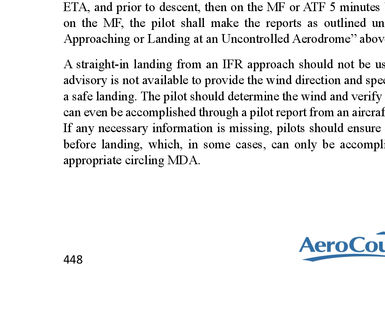 ETA, and prior to descent, then on the MF or ATF 5 minutes
on the MF, the pilot shall make the reports as outlined un
Approaching or Landing at an Uncontrolled Aerodrome” abov
A straight-in landing from an IFR approach should not be us
advisory is not available to provide the wind direction and spe
a safe landing. The pilot should determine the wind and verify
can even be accomplished through a pilot report from an aircraf
If any necessary information is missing, pilots should ensure
before landing, which, in some cases, can only be accompli
appropriate circling MDA.
448
AeroCou